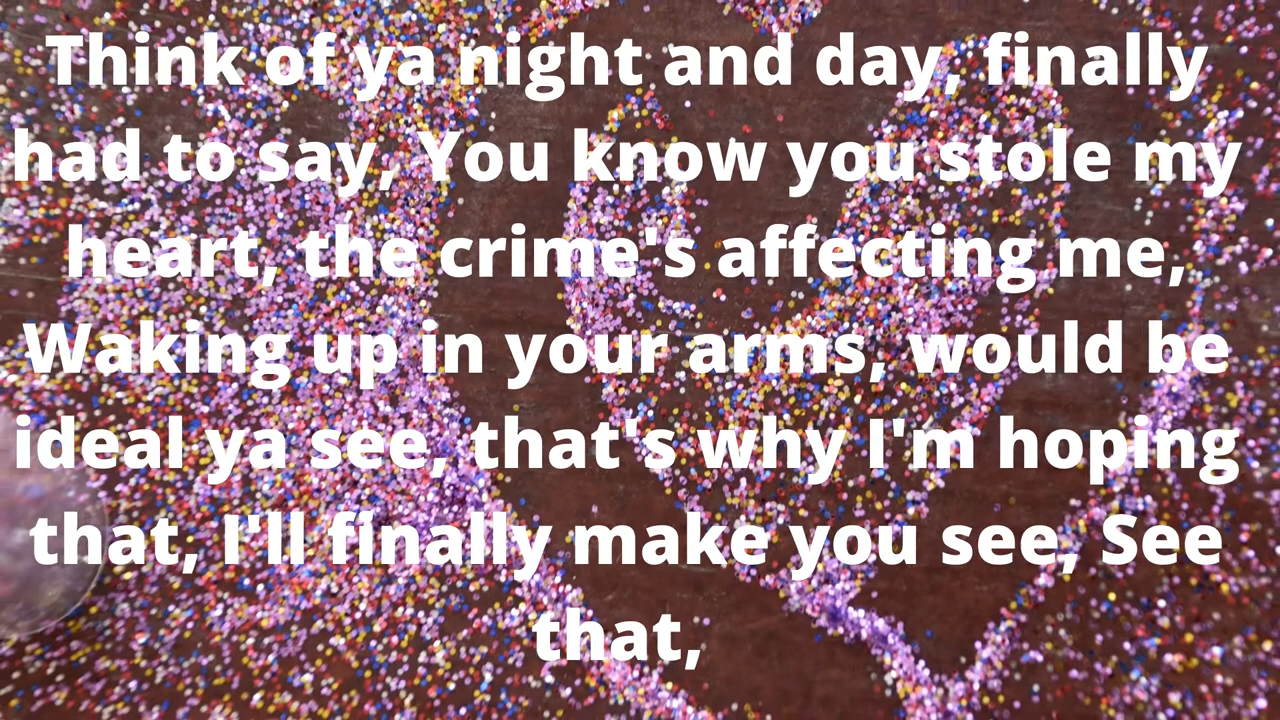 Think of ya night and day, finally
had to say, You know you stole my
heart, the crime's affecting me,
Waking up in your arms, would be
ideal ya see, that's why I'm hoping
that, I'll finally make you see, See
that,